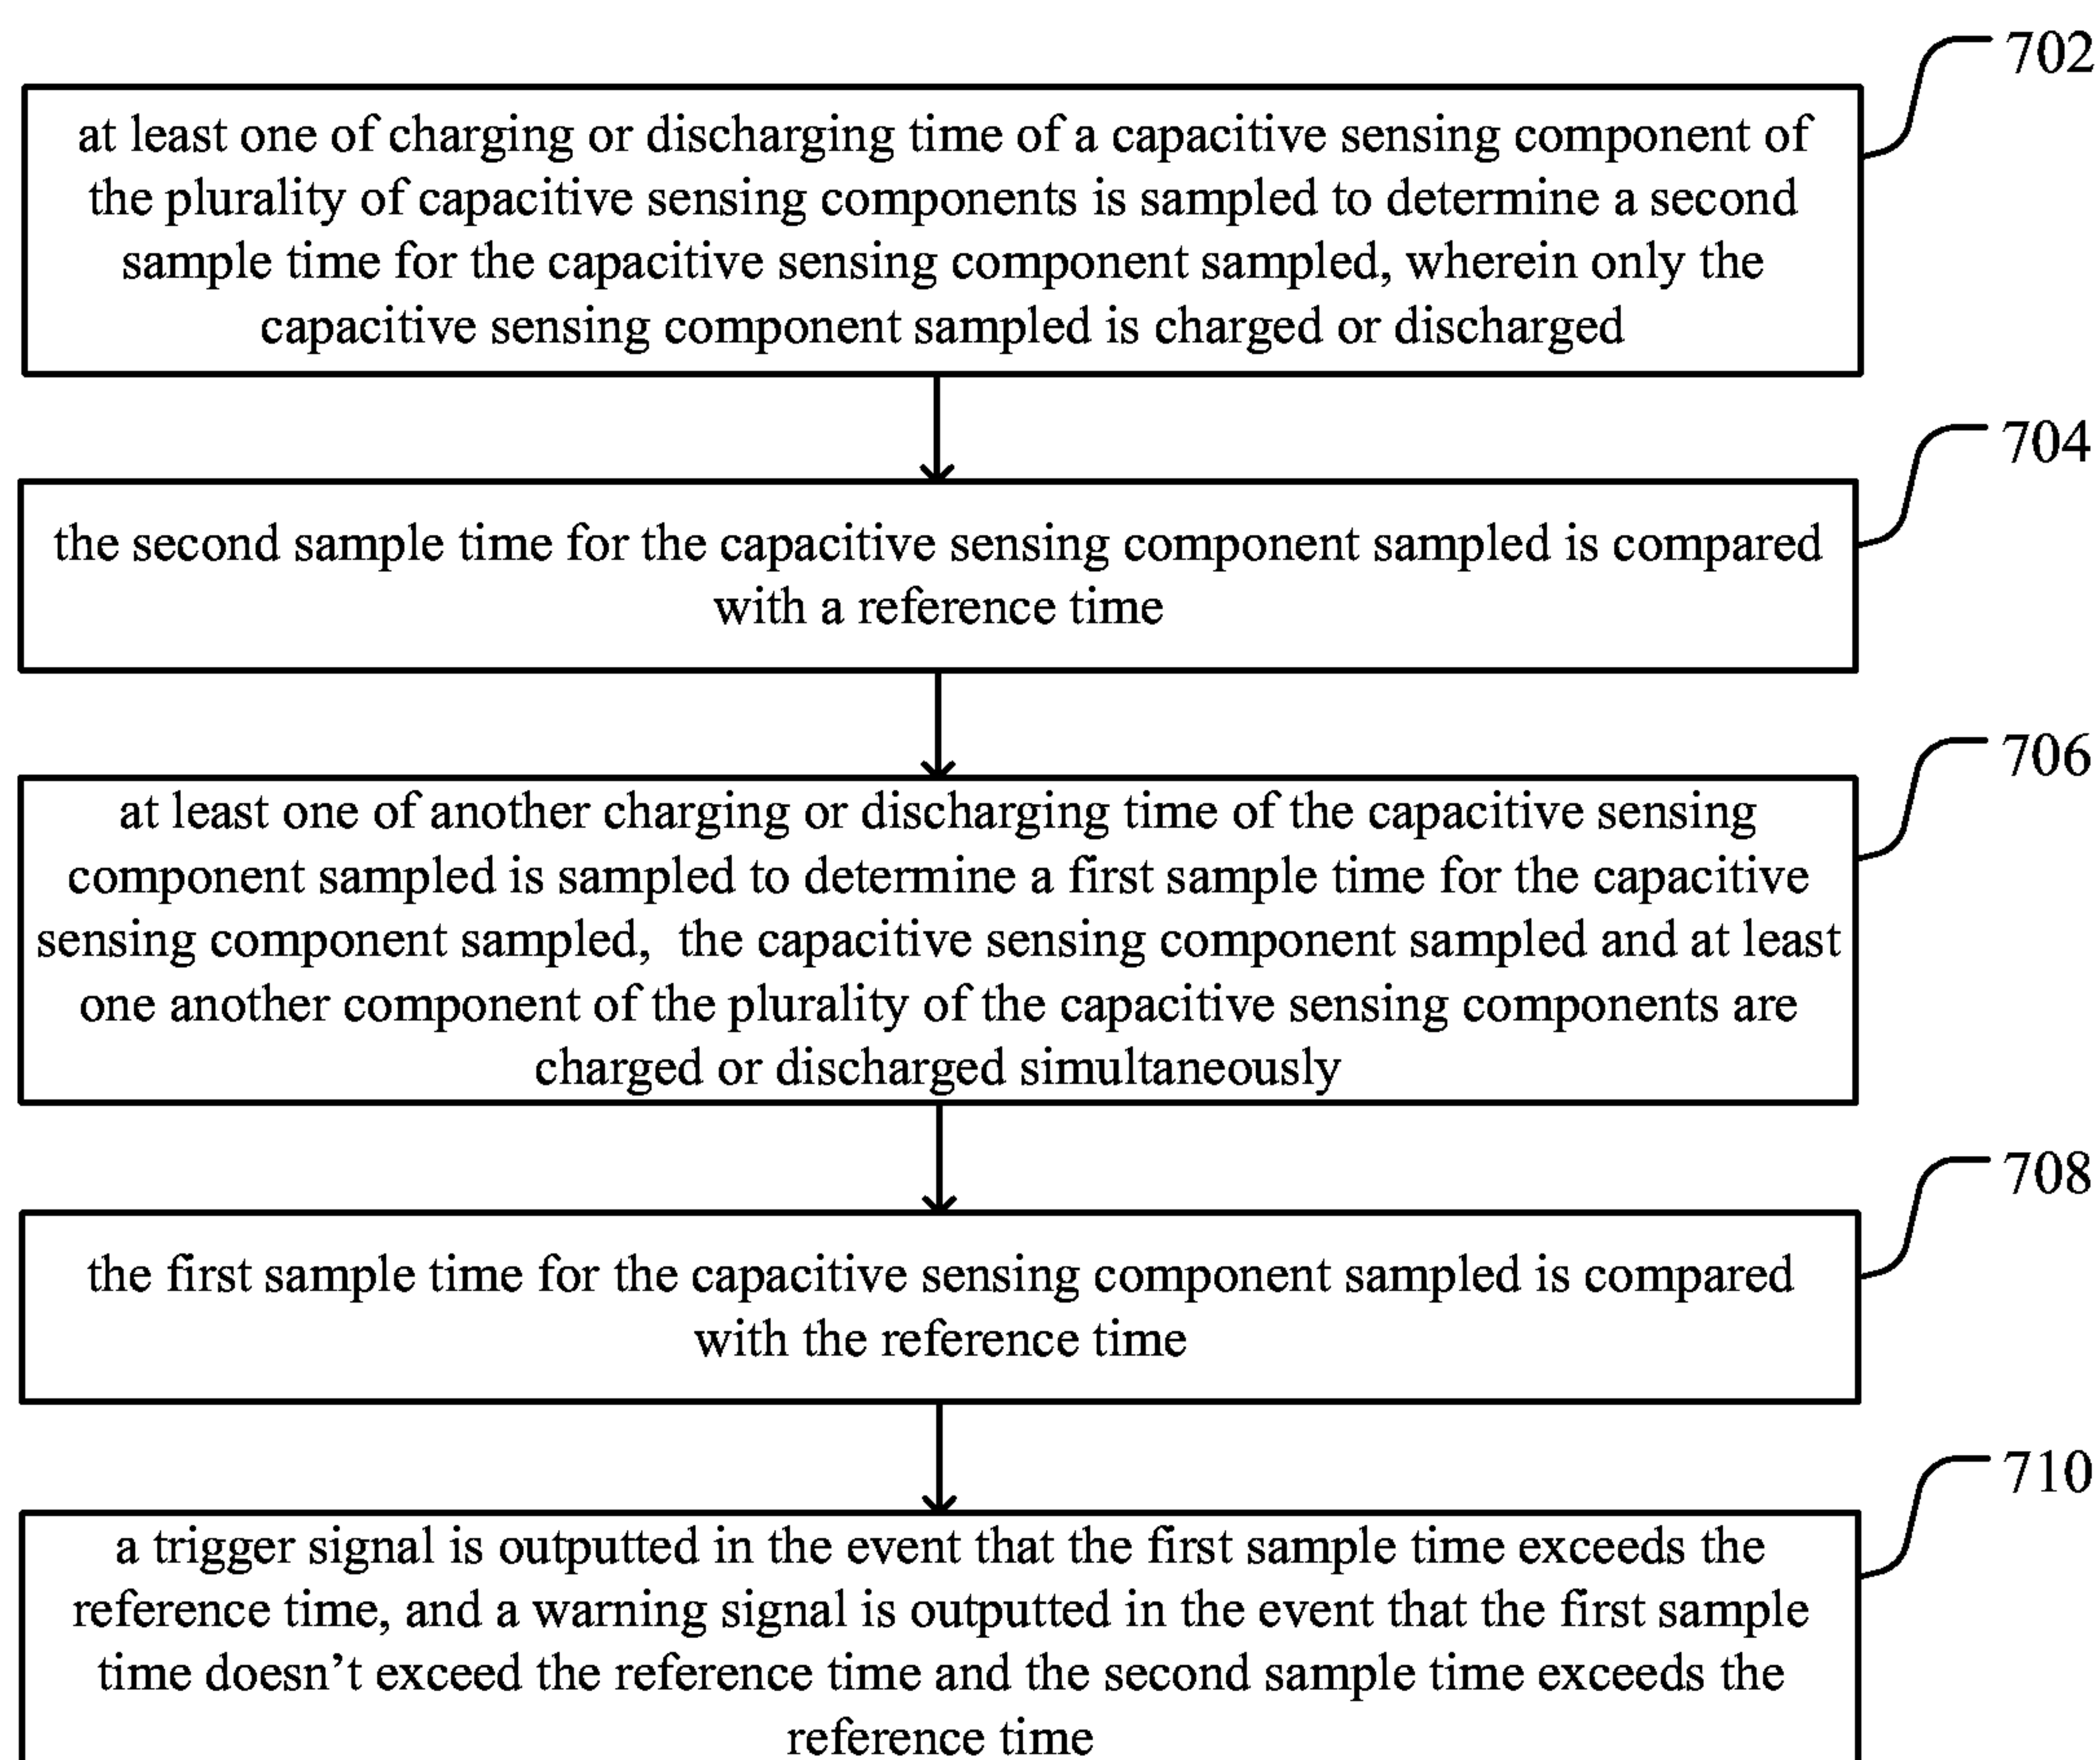 702
at least one of charging or discharging time of a capacitive sensing component of
the plurality of capacitive sensing components is sampled to determine a second
sample time for the capacitive sensing component sampled, wherein only the
capacitive sensing component sampled is charged or discharged
704
the second sample time for the capacitive sensing component sampled is compared
with a reference time
706
at least one of another charging or discharging time of the capacitive sensing
component sampled is sampled to determine a first sample time for the capacitive
sensing component sampled, the capacitive sensing component sampled and at least
one another component of the plurality of the capacitive sensing components are
charged or discharged simultaneously
708
the first sample time for the capacitive sensing component sampled is compared
with the reference time
710
a trigger signal is outputted in the event that the first sample time exceeds the
reference time, and a warning signal is outputted in the event that the first sample
time doesn’t exceed the reference time and the second sample time exceeds the
reference time